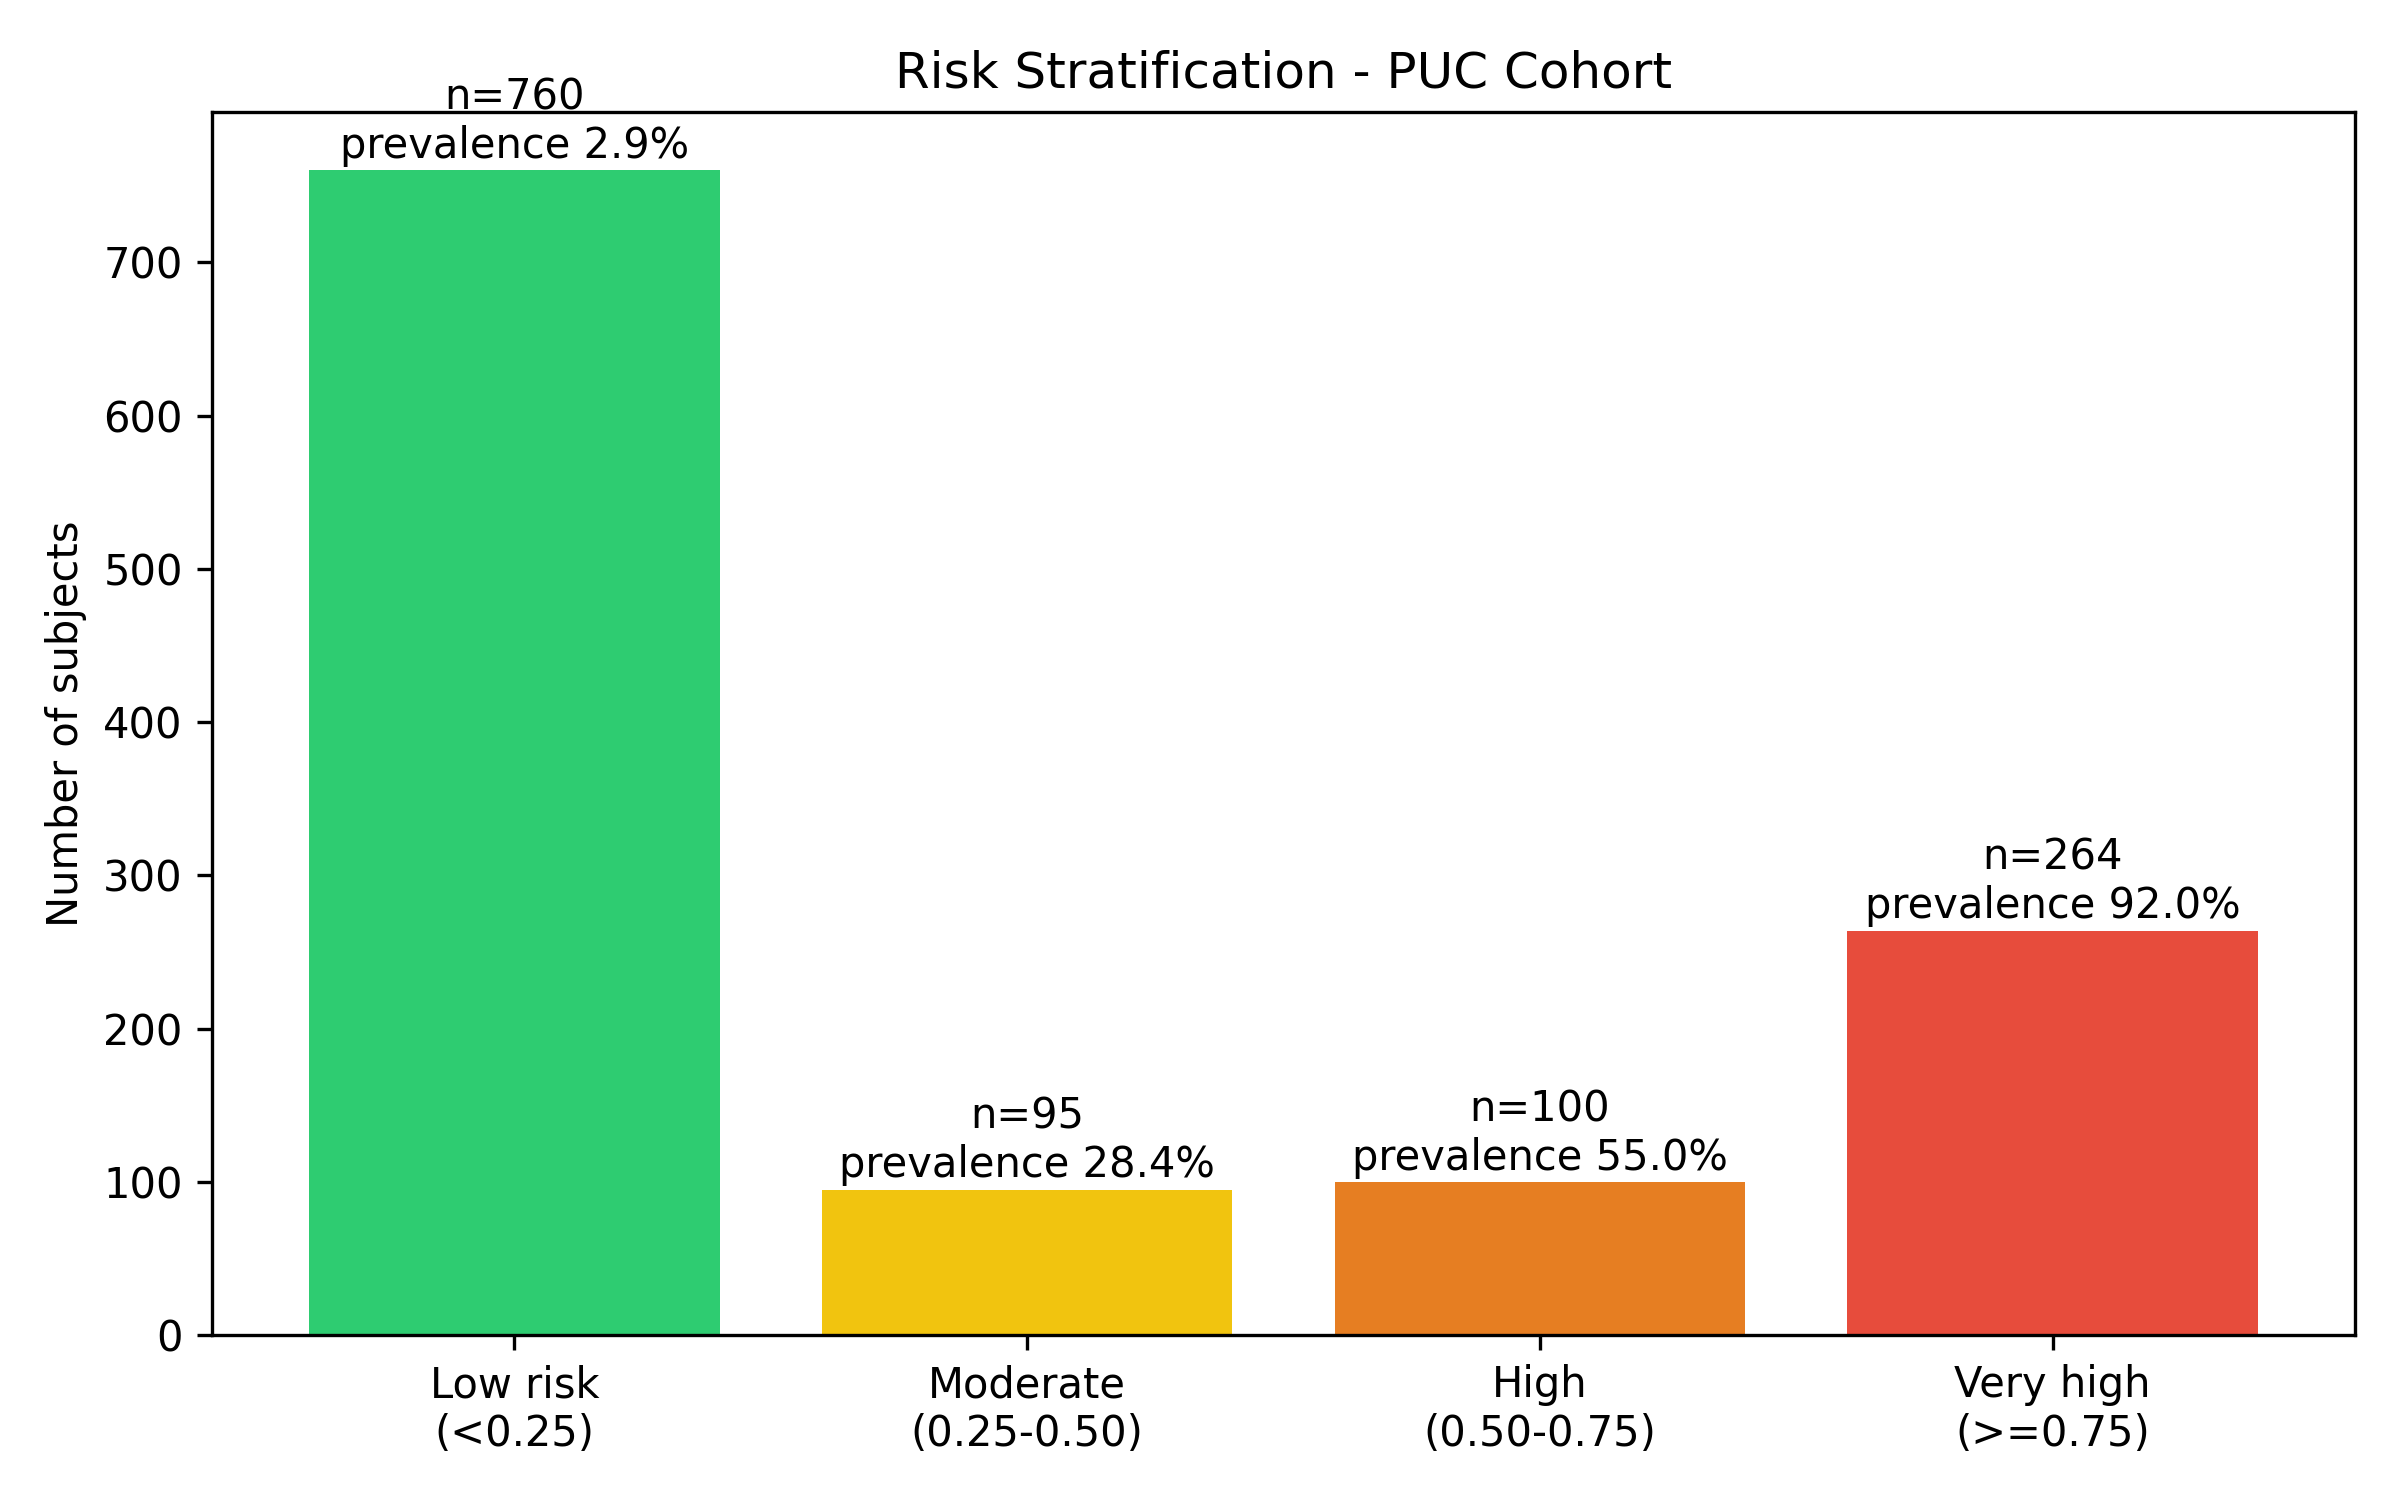 Risk Stratification - PUC Cohort
n=760
prevalence 2.9%
n=95
prevalence 28.4%
n=100
prevalence 55.0%
n=264
prevalence 92.0%
Number of subjects
700
600
500
400
300
200
100
0
Low risk
(<0.25)
Moderate
(0.25-0.50)
High
(0.50-0.75)
Very high
(>=0.75)